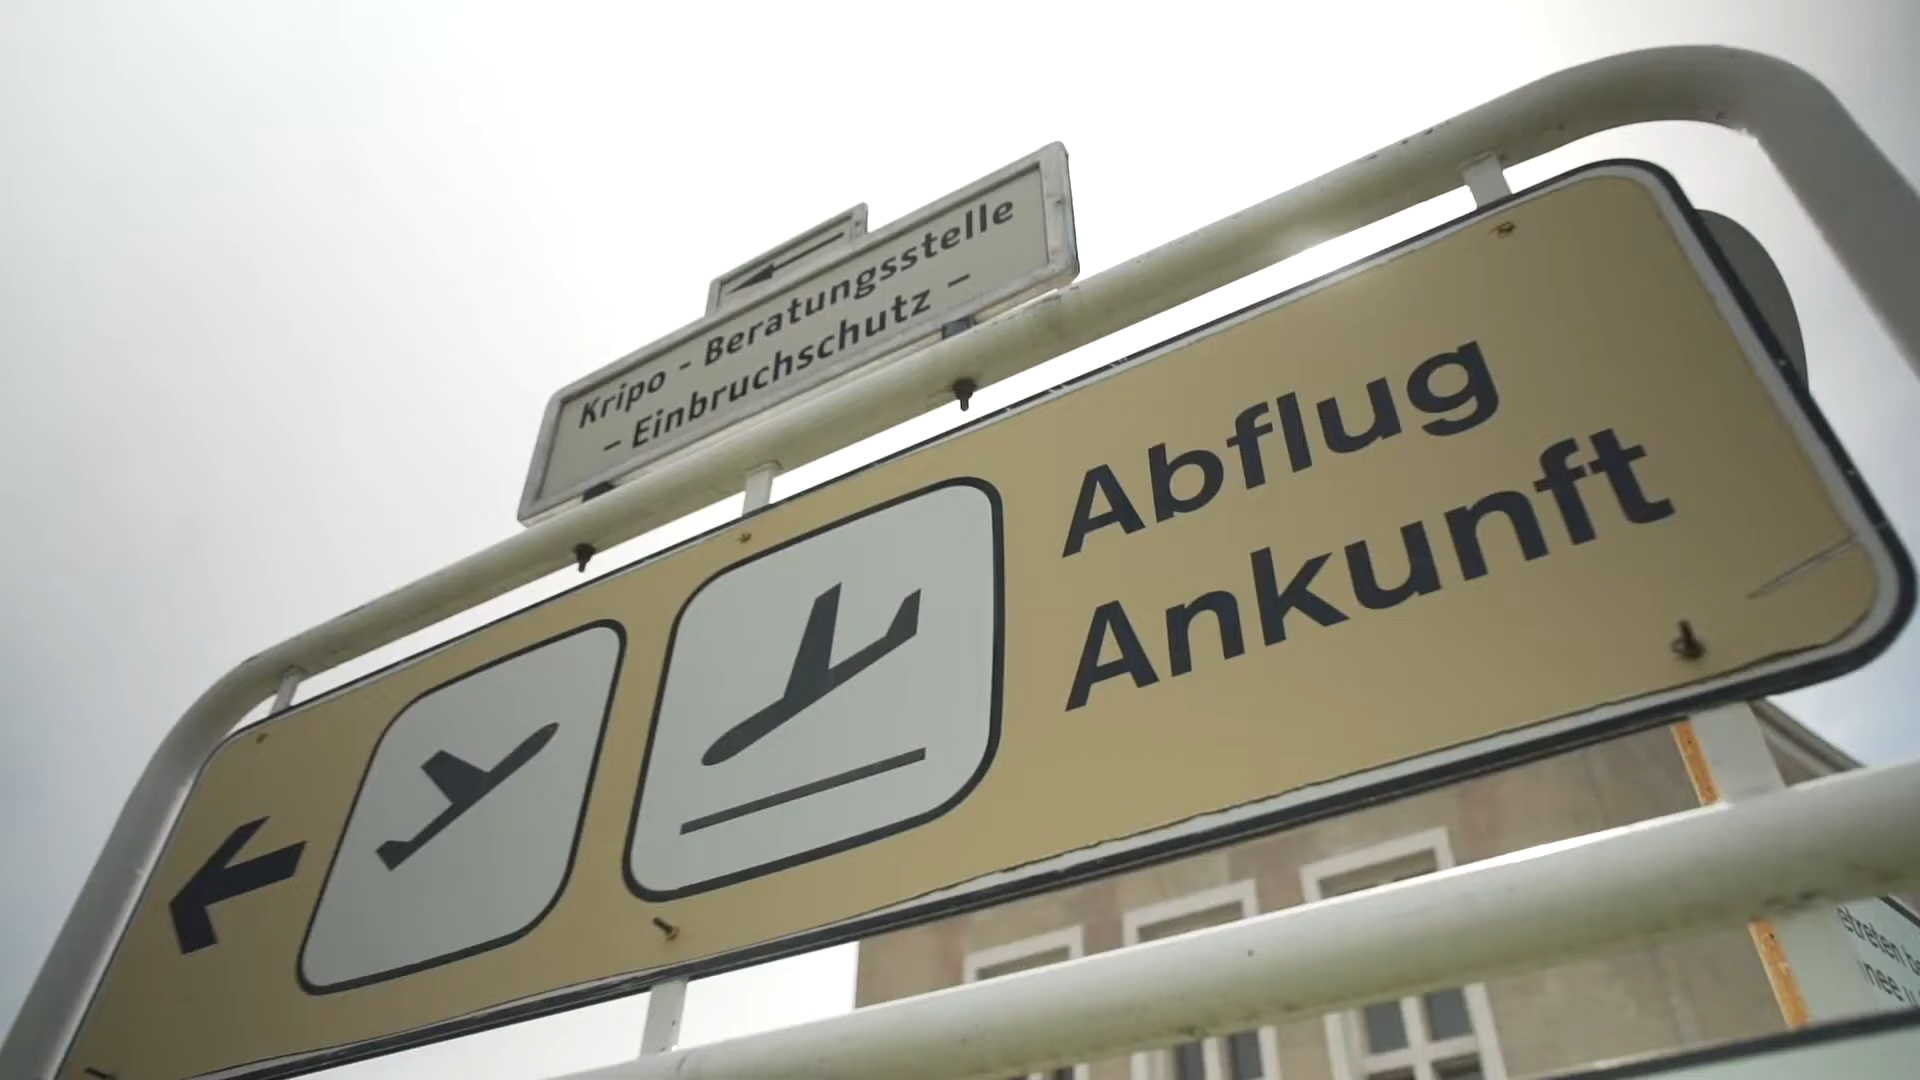 Kripo - Beratungsstelle
- Einbruchschutz -
Abflug
Ankunft